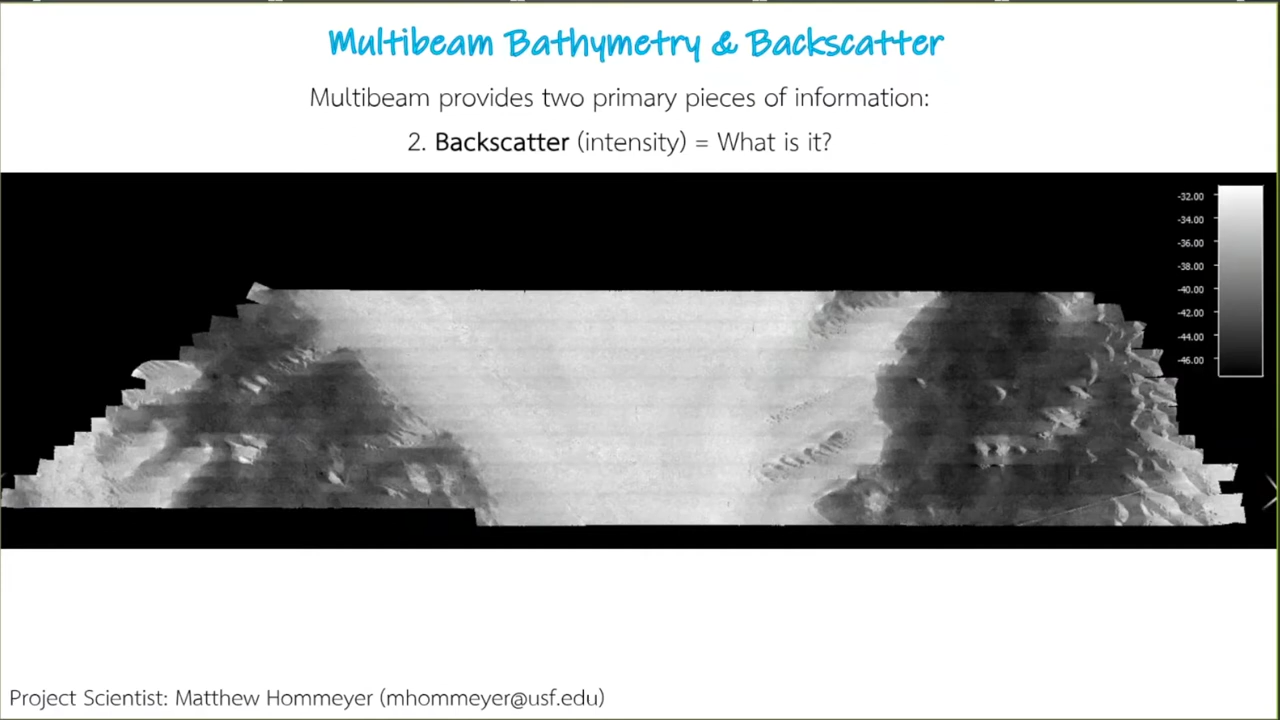 Multibeam Bathymetry & Backscatter
Multibeam provides two primary pieces of information:
2. Backscatter (intensity) = What is it?
-32.00
-34.00
-36.00
-38.00
-40.00
-42.00
-44.00
-46.00
Project Scientist: Matthew Hommeyer (mhommeyer@usf.edu)